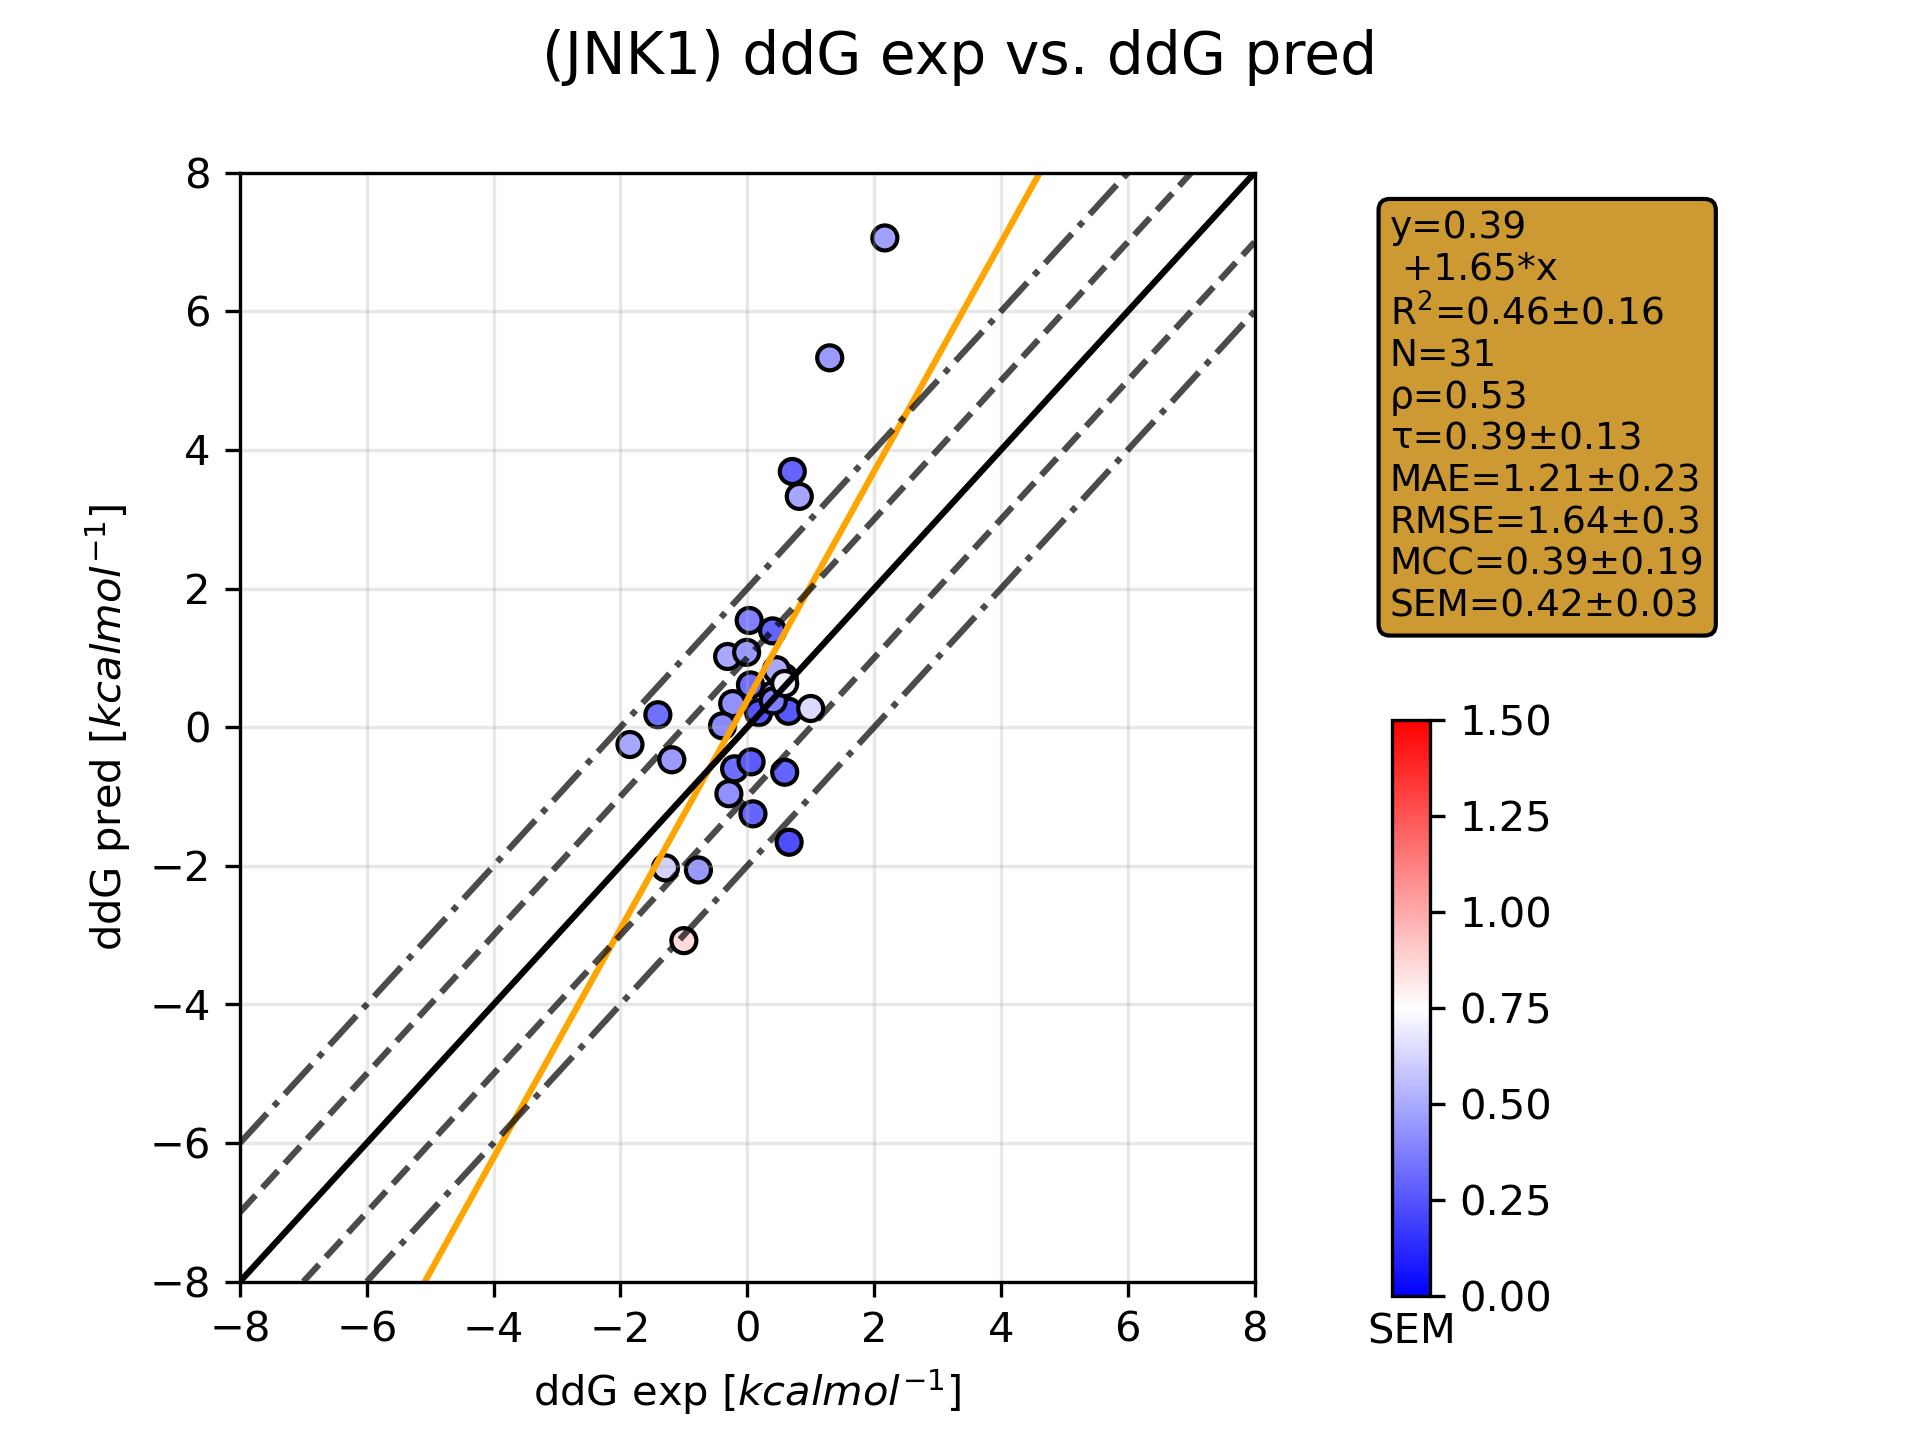 (JNK1) ddG exp vs. ddG pred
8
6
4
2
0
−2
−4
−6
−8
ddG pred [kcalmol⁻¹]
−8 −6 −4 −2 0 2 4 6 8
ddG exp [kcalmol⁻¹]
y=0.39
+1.65*x
R²=0.46±0.16
N=31
ρ=0.53
τ=0.39±0.13
MAE=1.21±0.23
RMSE=1.64±0.3
MCC=0.39±0.19
SEM=0.42±0.03
1.50
1.25
1.00
0.75
0.50
0.25
0.00
SEM